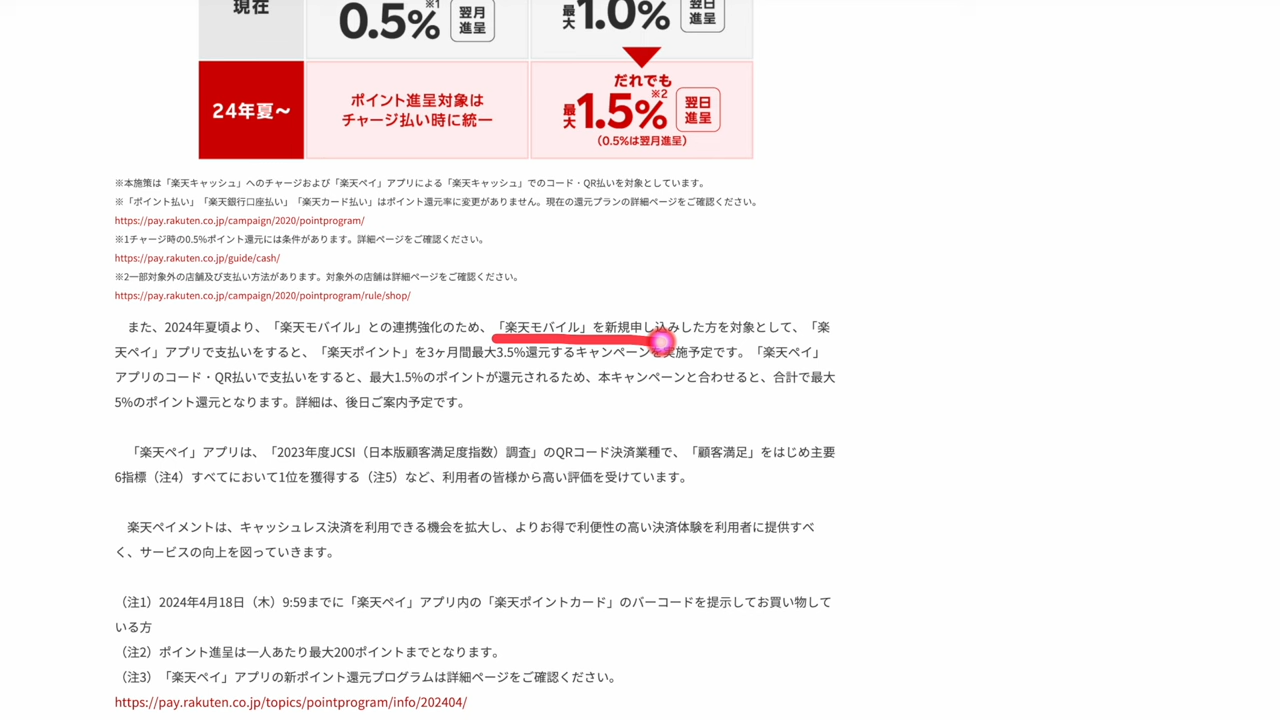 現在
0.5%※1
翌月
進呈
最大1.0%
翌日
進呈
24年夏〜
ポイント進呈対象は
チャージ払い時に統一
だれでも
最大1.5%※2
翌日
進呈
（0.5%は翌月進呈）
※本施策は「楽天キャッシュ」へのチャージおよび「楽天ペイ」アプリによる「楽天キャッシュ」でのコード・QR払いを対象としています。
※「ポイント払い」「楽天銀行口座払い」「楽天カード払い」はポイント還元率に変更がありません。現在の還元プランの詳細ページをご確認ください。
https://pay.rakuten.co.jp/campaign/2020/pointprogram/
※1チャージ時の0.5%ポイント還元には条件があります。詳細ページをご確認ください。
https://pay.rakuten.co.jp/guide/cash/
※2一部対象外の店舗及び支払い方法があります。対象外の店舗は詳細ページをご確認ください。
https://pay.rakuten.co.jp/campaign/2020/pointprogram/rule/shop/
また、2024年夏頃より、「楽天モバイル」との連携強化のため、「楽天モバイル」を新規申し込みした方を対象として、「楽
天ペイ」アプリで支払いをすると、「楽天ポイント」を3ヶ月間最大3.5%還元するキャンペーンを実施予定です。「楽天ペイ」
アプリのコード・QR払いで支払いをすると、最大1.5%のポイントが還元されるため、本キャンペーンと合わせると、合計で最大
5%のポイント還元となります。詳細は、後日ご案内予定です。
「楽天ペイ」アプリは、「2023年度JCSI（日本版顧客満足度指数）調査」のQRコード決済業種で、「顧客満足」をはじめ主要
6指標（注4）すべてにおいて1位を獲得する（注5）など、利用者の皆様から高い評価を受けています。
楽天ペイメントは、キャッシュレス決済を利用できる機会を拡大し、よりお得で利便性の高い決済体験を利用者に提供すべ
く、サービスの向上を図っていきます。
（注1）2024年4月18日（木）9:59までに「楽天ペイ」アプリ内の「楽天ポイントカード」のバーコードを提示してお買い物して
いる方
（注2）ポイント進呈は一人あたり最大200ポイントまでとなります。
（注3）「楽天ペイ」アプリの新ポイント還元プログラムは詳細ページをご確認ください。
https://pay.rakuten.co.jp/topics/pointprogram/info/202404/